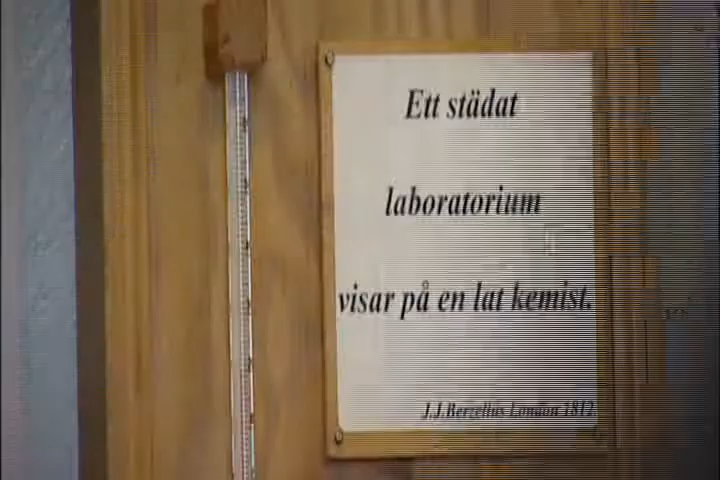 Ett städat
laboratorium
visar på en lat kemist.
J.J.Berzelius London 1812